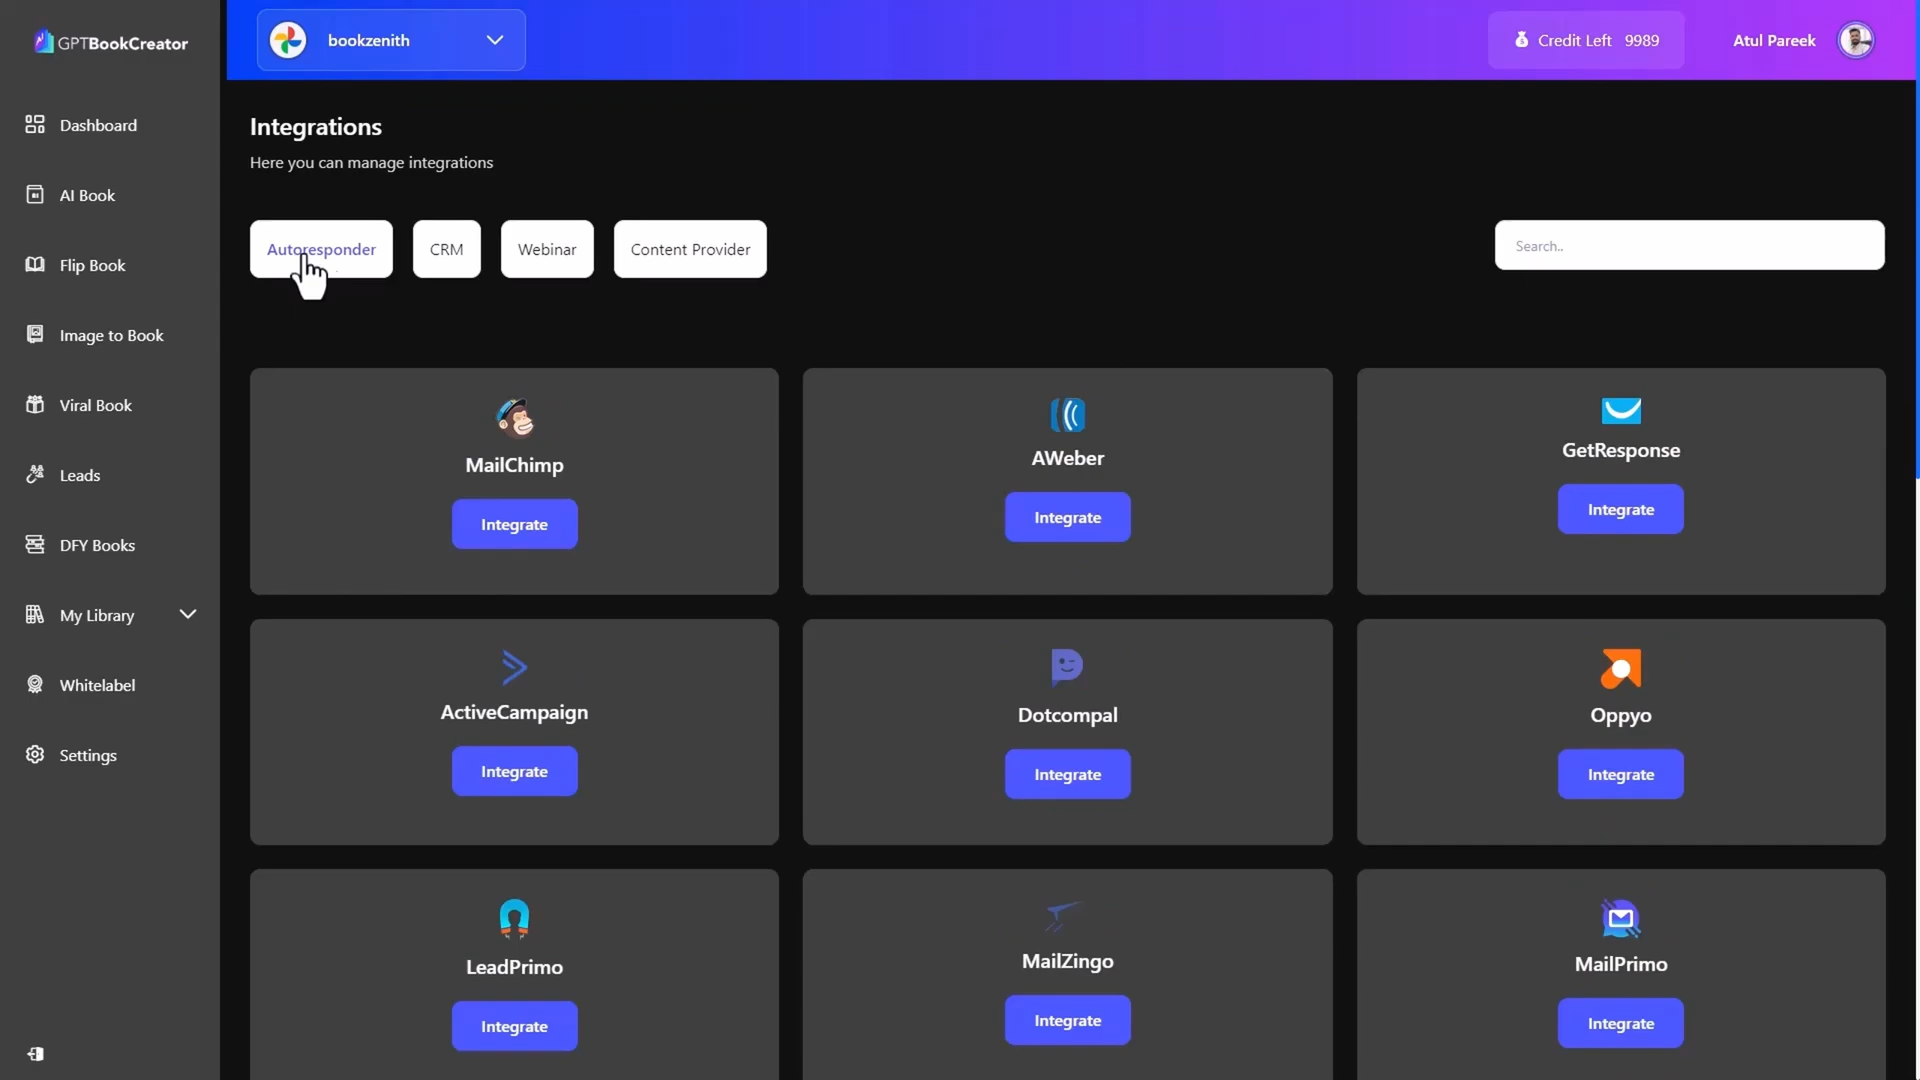 GPTBookCreator
bookzenith
Credit Left 9989
Atul Pareek
Dashboard
AI Book
Flip Book
Image to Book
Viral Book
Leads
DFY Books
My Library
Whitelabel
Settings
Integrations
Here you can manage integrations
Autoresponder
CRM
Webinar
Content Provider
Search..
MailChimp
Integrate
AWeber
Integrate
GetResponse
Integrate
ActiveCampaign
Integrate
Dotcompal
Integrate
Oppyo
Integrate
LeadPrimo
Integrate
MailZingo
Integrate
MailPrimo
Integrate